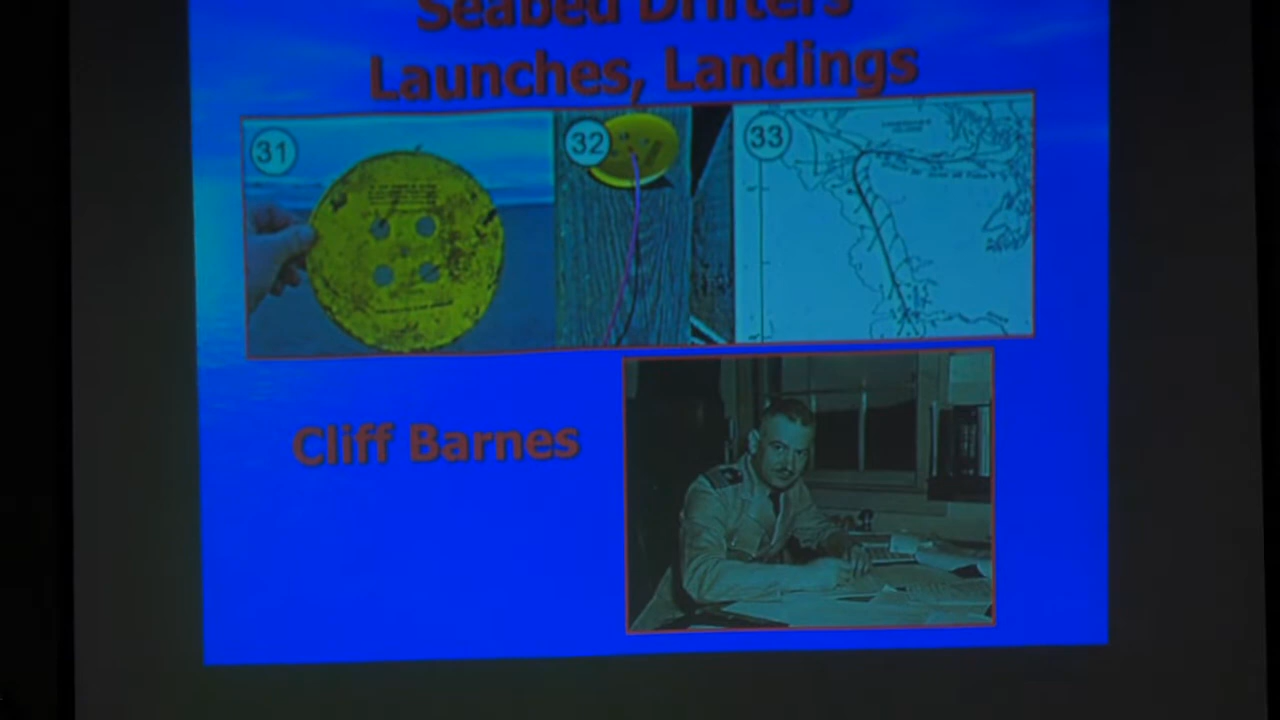 Seabed Drifters
Launches, Landings
31
32
33
Cliff Barnes